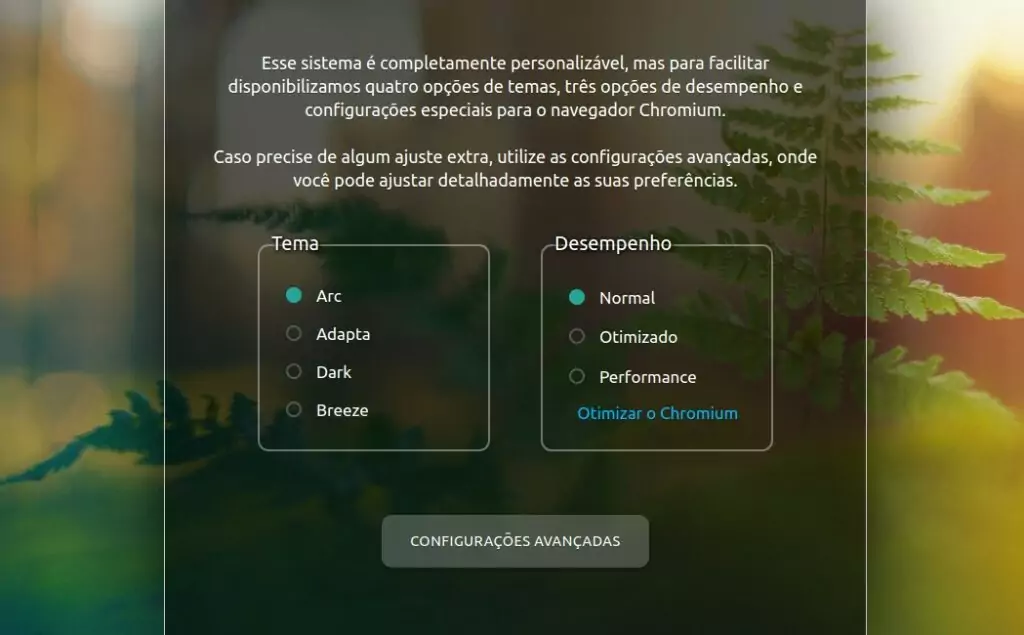 Esse sistema é completamente personalizável, mas para facilitar
disponibilizamos quatro opções de temas, três opções de desempenho e
configurações especiais para o navegador Chromium.
Caso precise de algum ajuste extra, utilize as configurações avançadas, onde
você pode ajustar detalhadamente as suas preferências.
Tema
Arc
Adapta
Dark
Breeze
Desempenho
Normal
Otimizado
Performance
Otimizar o Chromium
CONFIGURAÇÕES AVANÇADAS